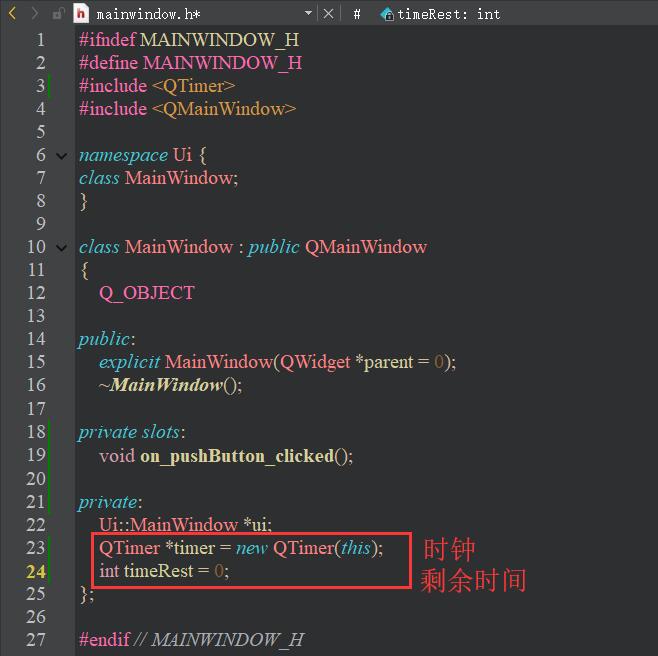 mainwindow.h* # timeRest: int
1 #ifndef MAINWINDOW_H
2 #define MAINWINDOW_H
3 #include <QTimer>
4 #include <QMainWindow>
5
6 namespace Ui {
7 class MainWindow;
8 }
9
10 class MainWindow : public QMainWindow
11 {
12 Q_OBJECT
13
14 public:
15 explicit MainWindow(QWidget *parent = 0);
16 ~MainWindow();
17
18 private slots:
19 void on_pushButton_clicked();
20
21 private:
22 Ui::MainWindow *ui;
23 QTimer *timer = new QTimer(this); 时钟
24 int timeRest = 0; 剩余时间
25 };
26
27 #endif // MAINWINDOW_H